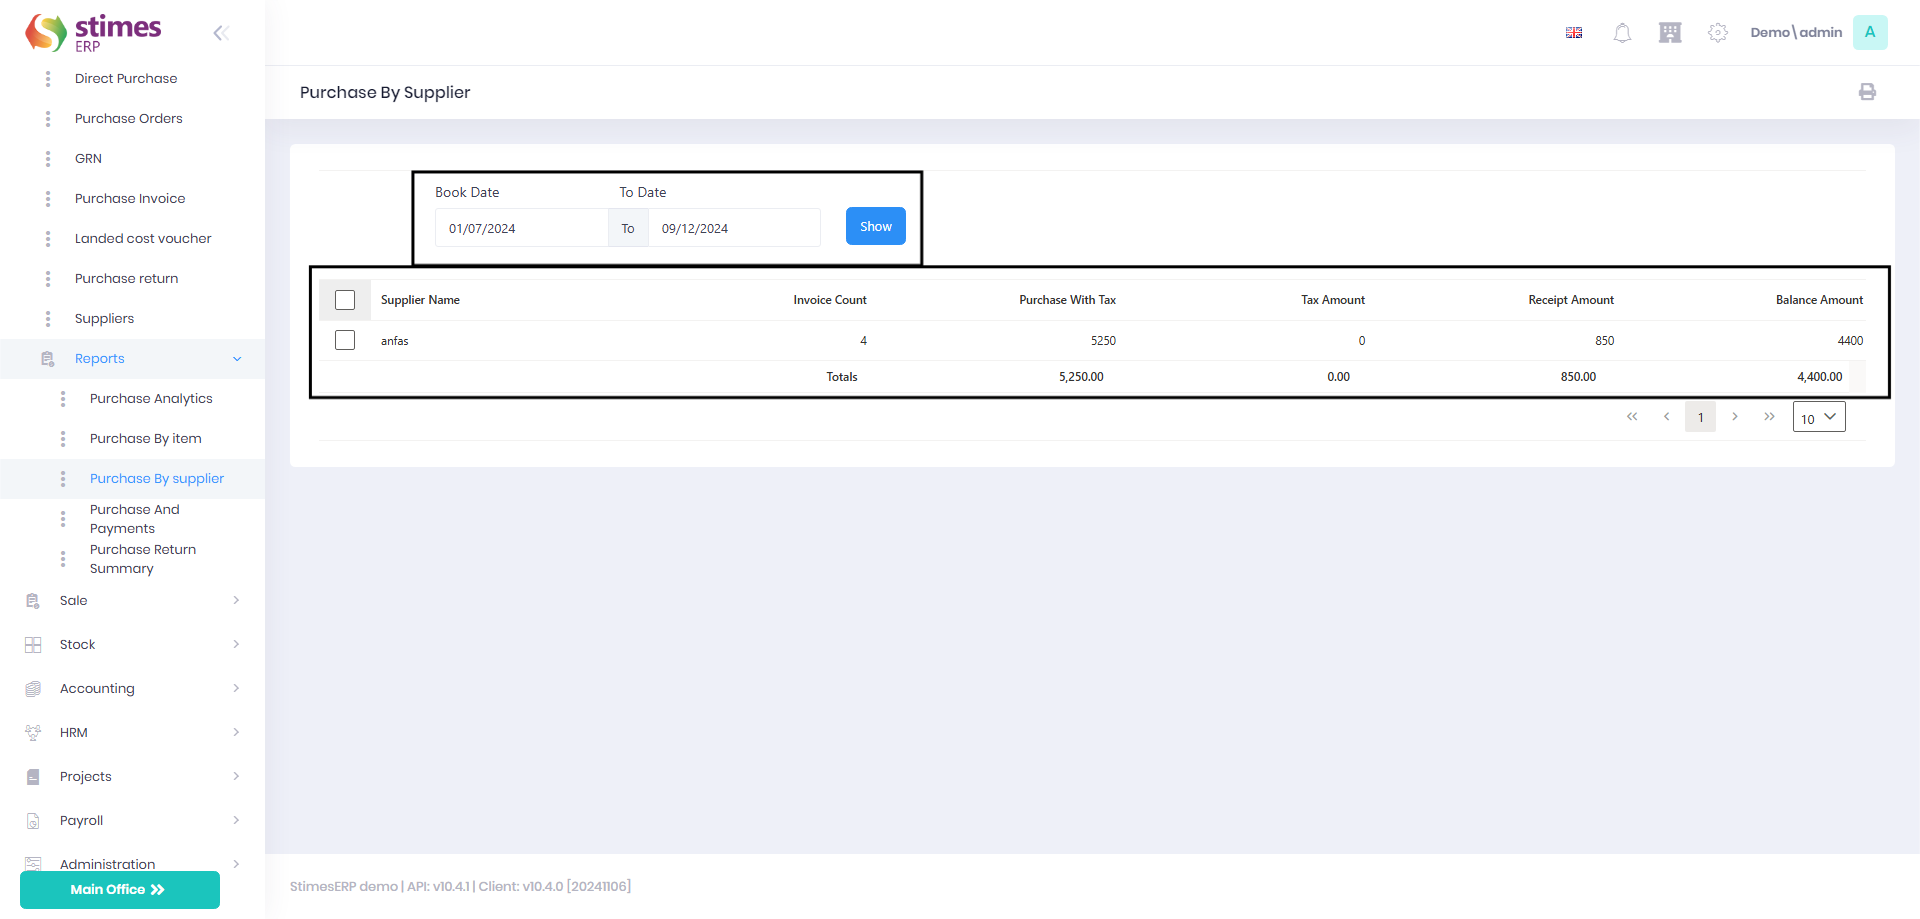 stimes
ERP
Direct Purchase
Purchase Orders
GRN
Purchase Invoice
Landed cost voucher
Purchase return
Suppliers
Reports
Purchase Analytics
Purchase By item
Purchase By supplier
Purchase And
Payments
Purchase Return
Summary
Sale
Stock
Accounting
HRM
Projects
Payroll
Administration
Main Office
Demo\admin A
Purchase By Supplier
Book Date To Date
01/07/2024 To 09/12/2024 Show
Supplier Name Invoice Count Purchase With Tax Tax Amount Receipt Amount Balance Amount
anfas 4 5250 0 850 4400
Totals 5,250.00 0.00 850.00 4,400.00
1 10
StimesERP demo | API: v10.4.1 | Client: v10.4.0 [20241106]